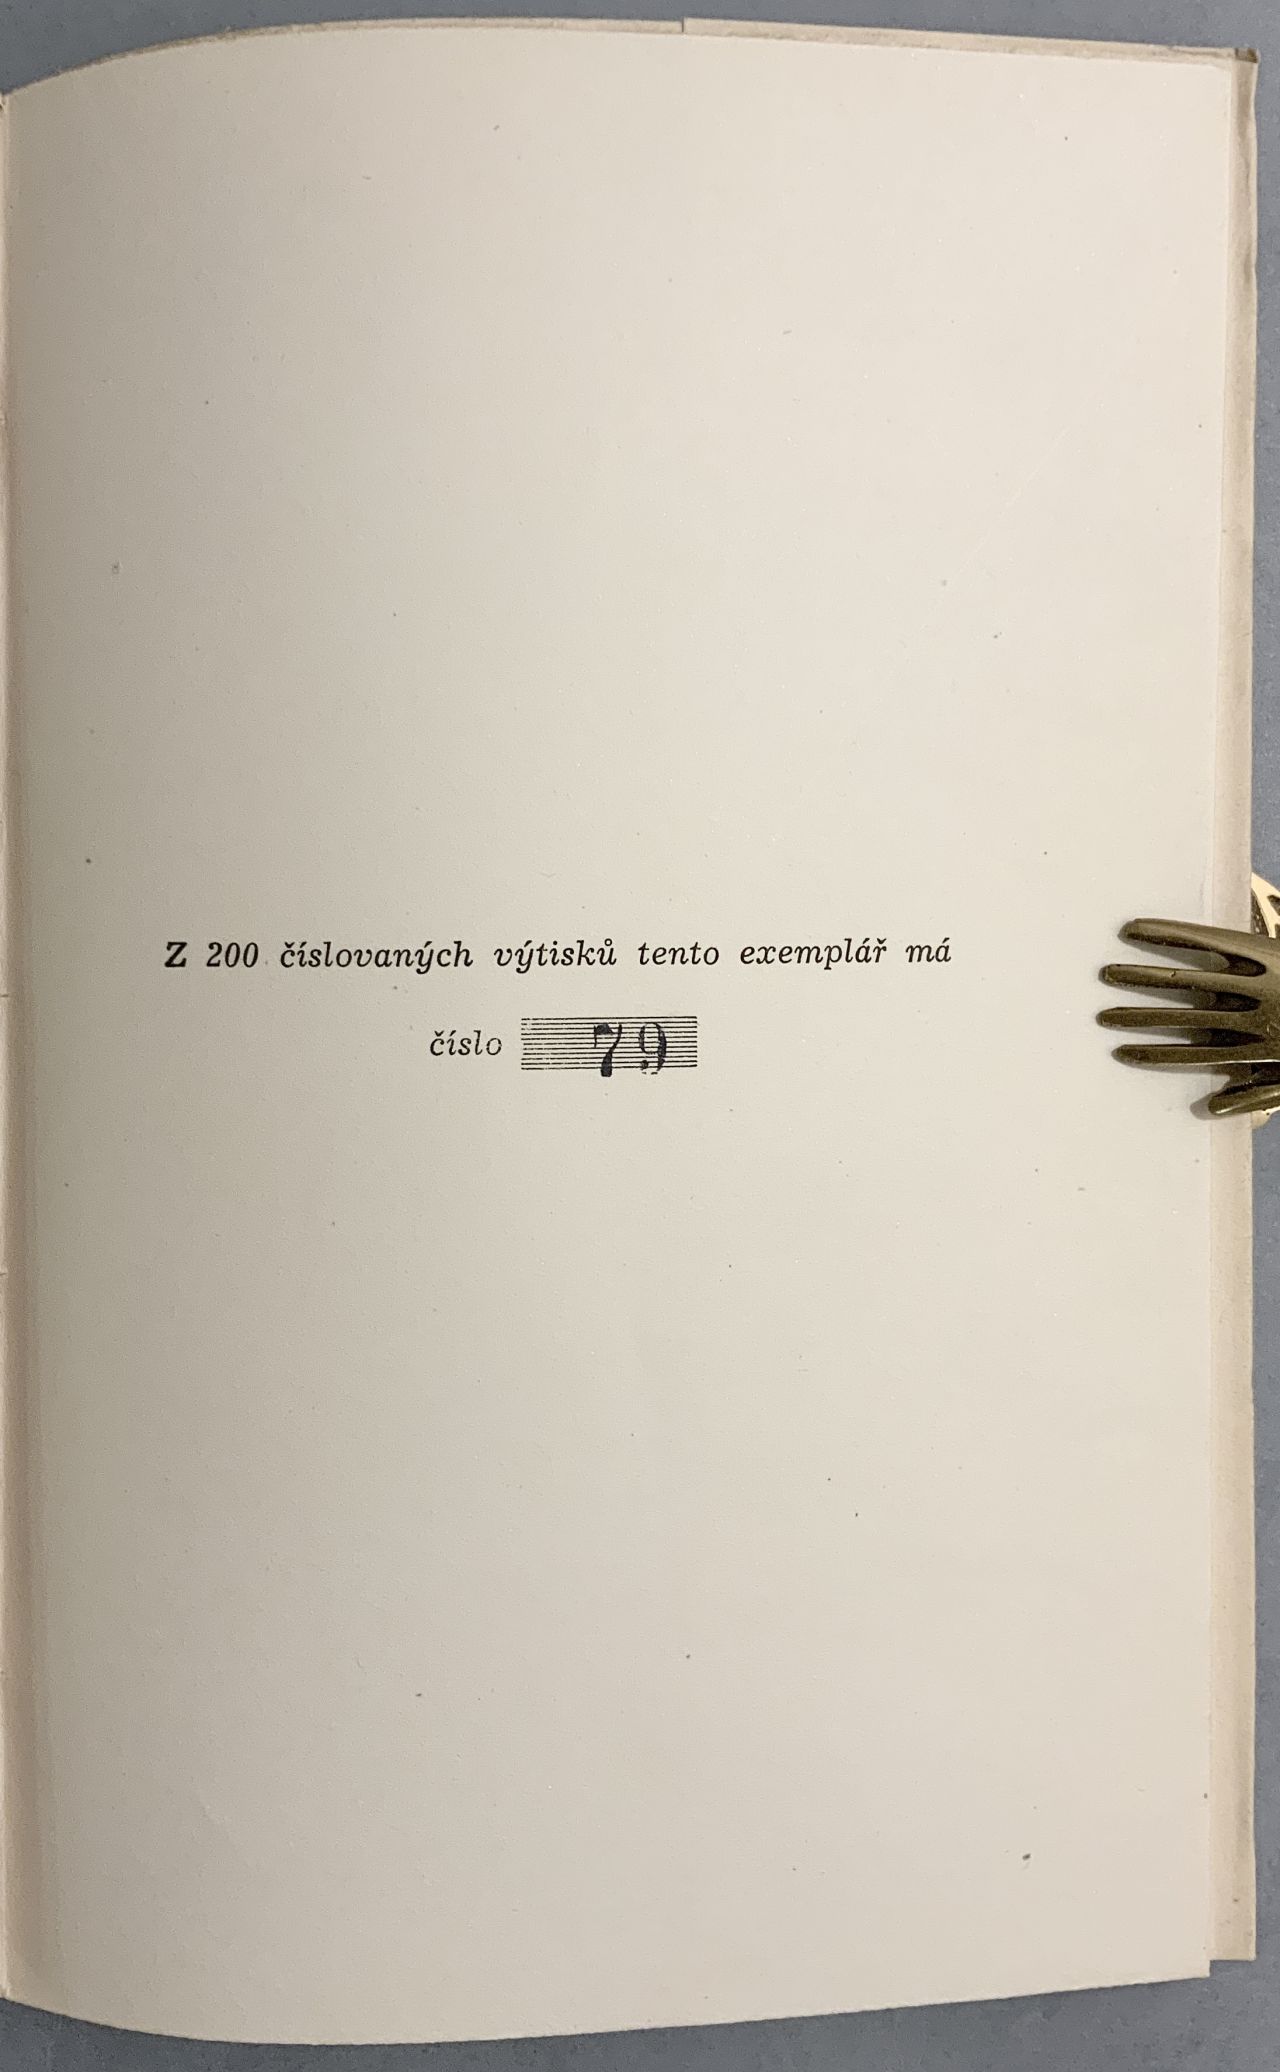 Z 200 číslovaných výtisků tento exemplář má
číslo 79